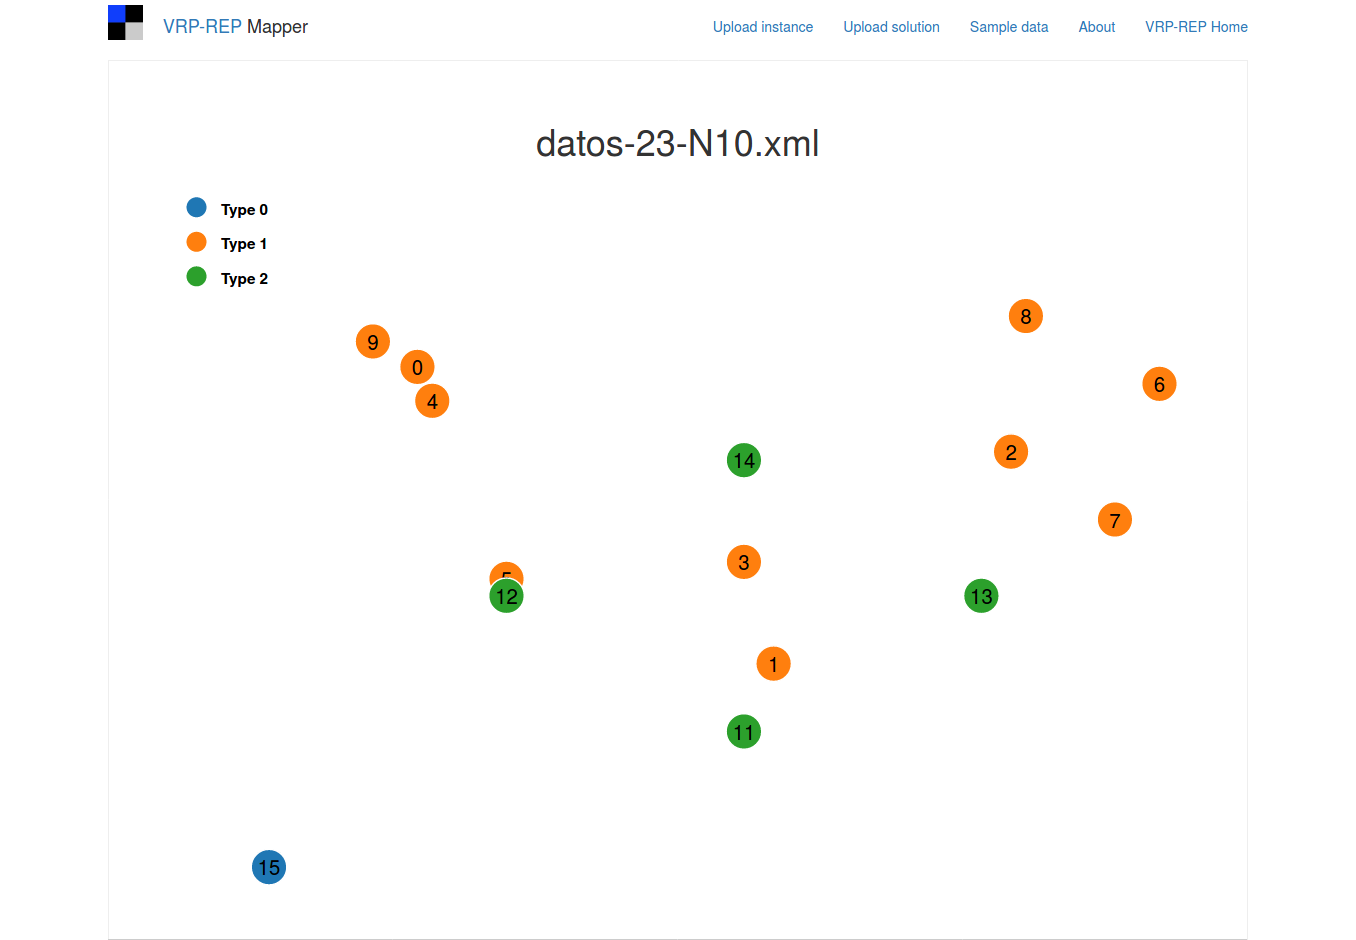 VRP-REP Mapper
Upload instance
Upload solution
Sample data
About
VRP-REP Home
datos-23-N10.xml
Type 0
Type 1
Type 2
8
9
0
6
4
2
14
7
3
12
13
1
11
15